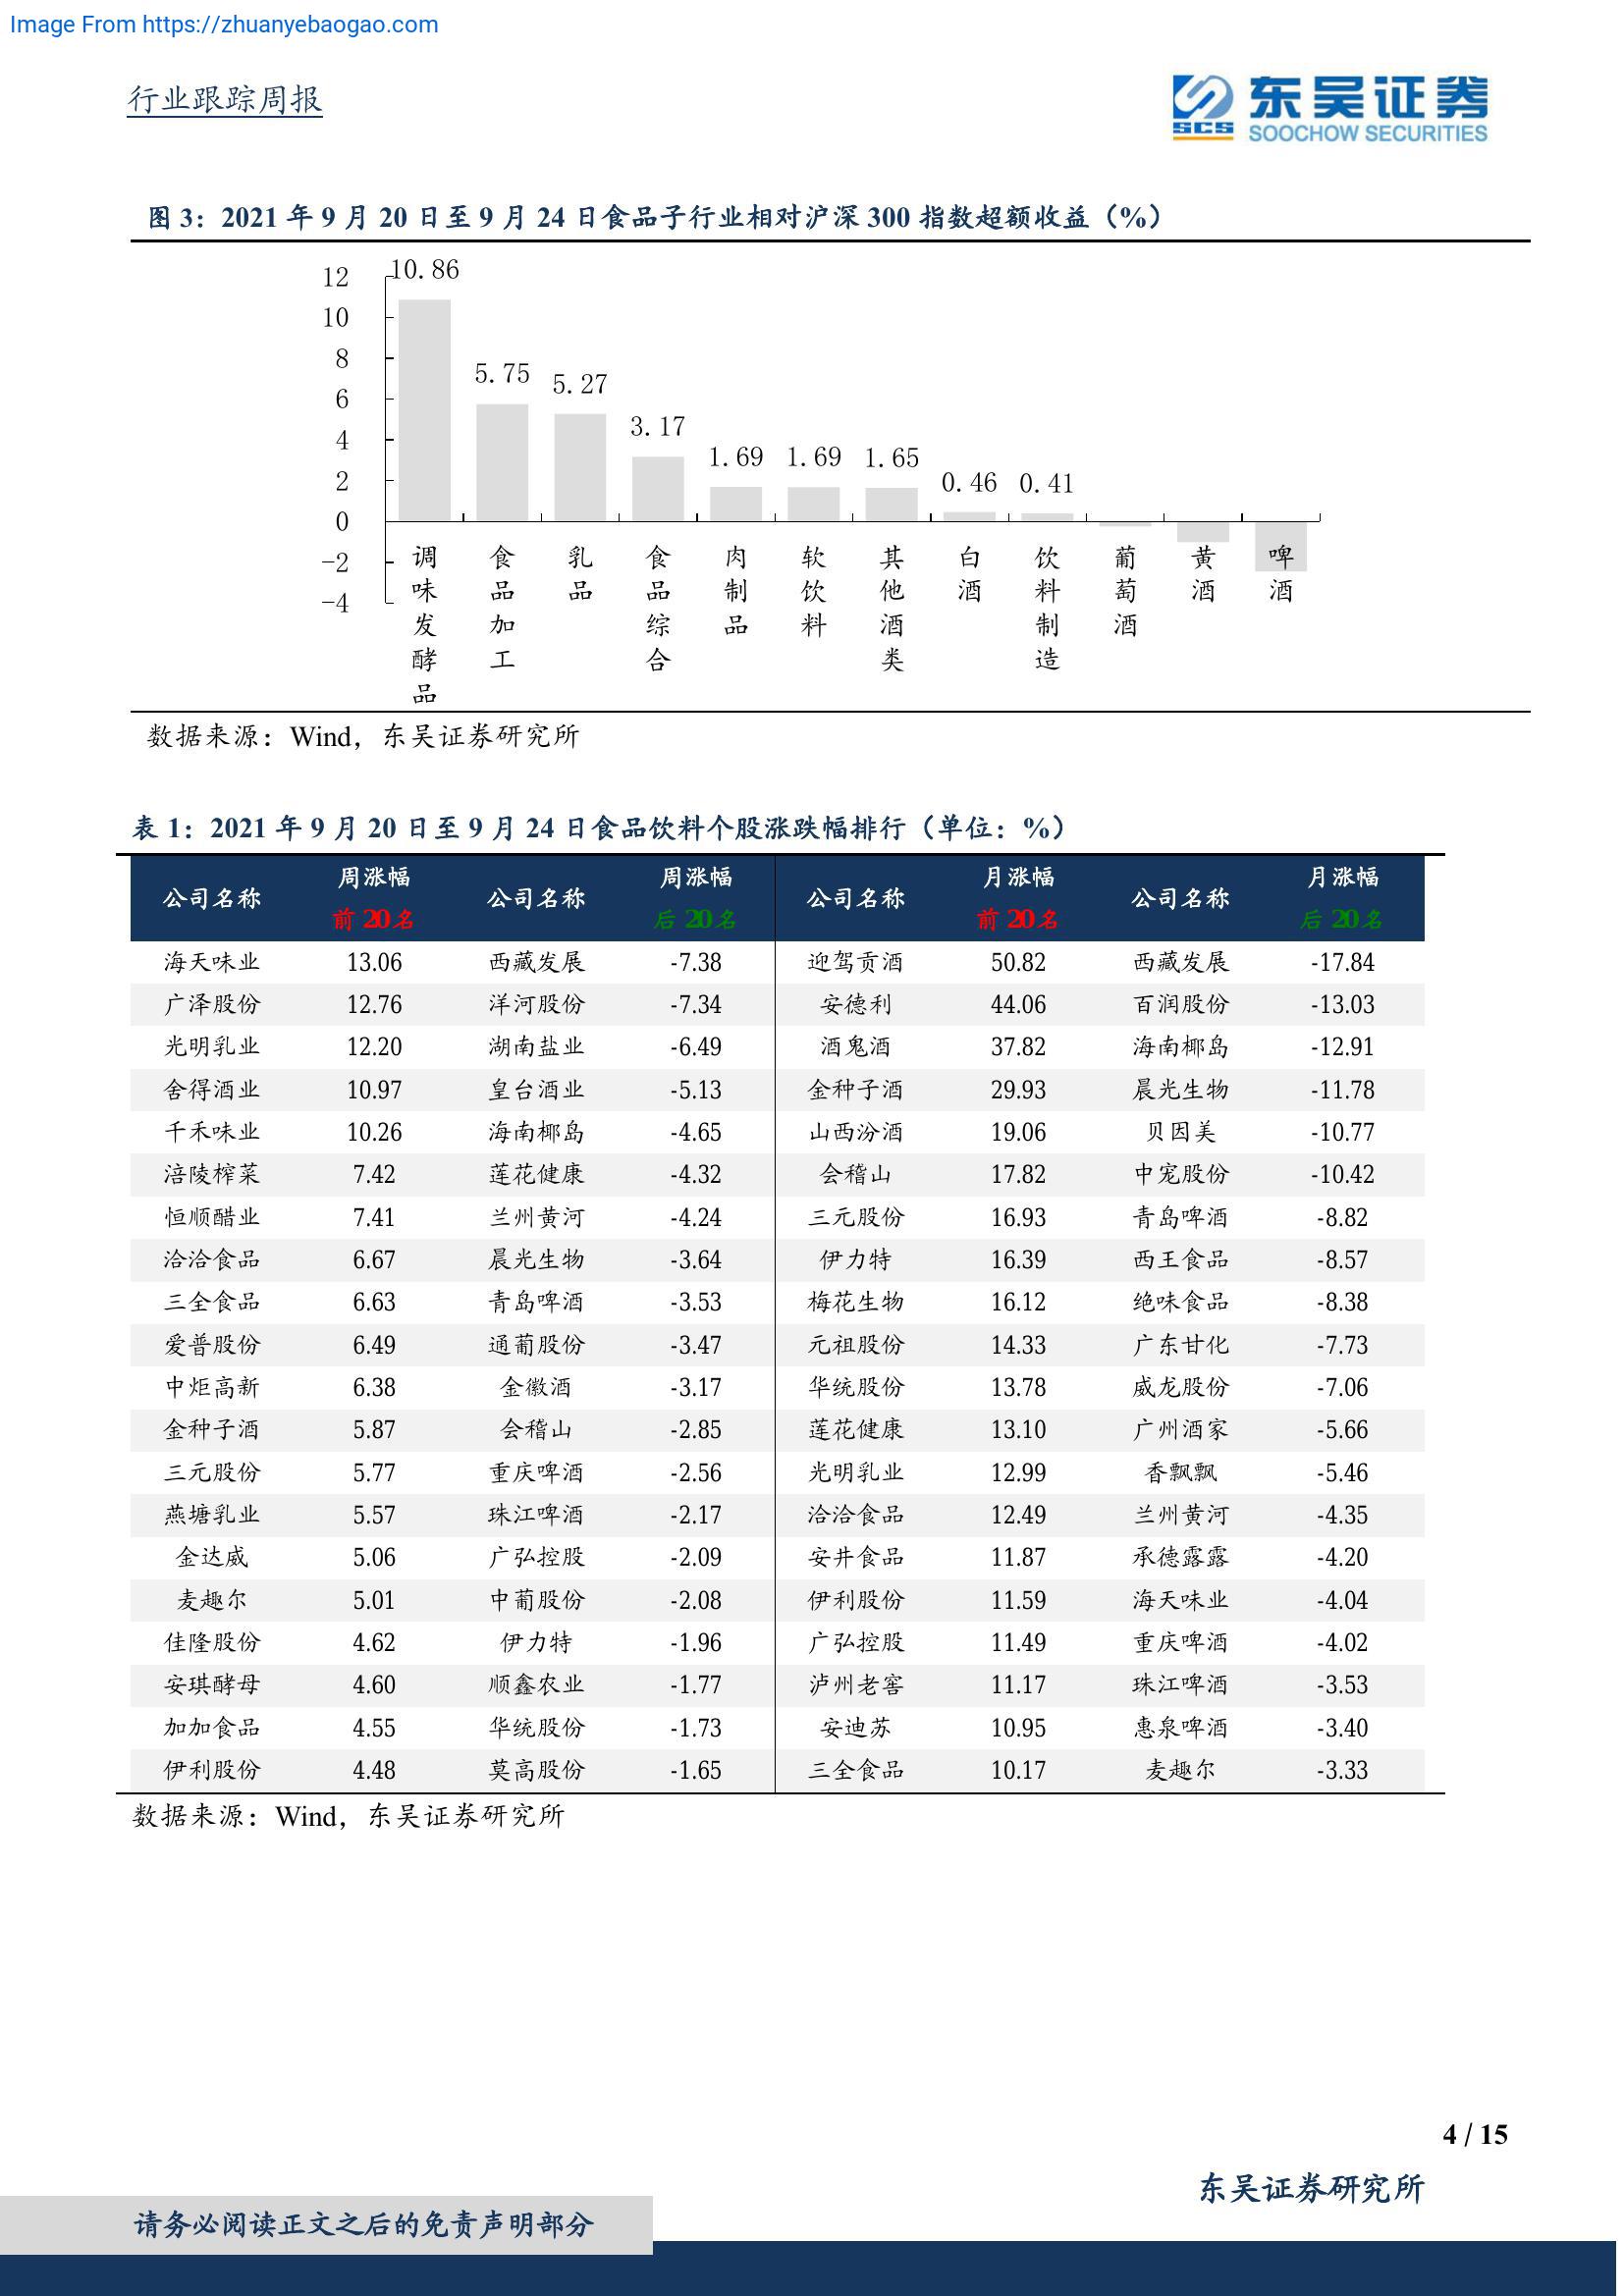 Image From https://zhuanyebaogao.com
行业跟踪周报
东吴证券
SCS
SOOCHOW SECURITIES
图 3：2021 年 9 月 20 日至 9 月 24 日食品子行业相对沪深 300 指数超额收益（%）
12
10
8
6
4
2
0
-2
-4
10.86
5.75
5.27
3.17
1.69
1.69
1.65
0.46
0.41
调味发酵品
食品加工
乳品
食品综合
肉制品
软饮料
其他酒类
白酒
饮料制造
葡萄酒
黄酒
啤酒
数据来源：Wind，东吴证券研究所
表 1：2021 年 9 月 20 日至 9 月 24 日食品饮料个股涨跌幅排行（单位：%）
公司名称 周涨幅 前 20 名 公司名称 周涨幅 后 20 名 公司名称 月涨幅 前 20 名 公司名称 月涨幅 后 20 名
海天味业 13.06 西藏发展 -7.38 迎驾贡酒 50.82 西藏发展 -17.84
广泽股份 12.76 洋河股份 -7.34 安德利 44.06 百润股份 -13.03
光明乳业 12.20 湖南盐业 -6.49 酒鬼酒 37.82 海南椰岛 -12.91
舍得酒业 10.97 皇台酒业 -5.13 金种子酒 29.93 晨光生物 -11.78
千禾味业 10.26 海南椰岛 -4.65 山西汾酒 19.06 贝因美 -10.77
涪陵榨菜 7.42 莲花健康 -4.32 会稽山 17.82 中宠股份 -10.42
恒顺醋业 7.41 兰州黄河 -4.24 三元股份 16.93 青岛啤酒 -8.82
洽洽食品 6.67 晨光生物 -3.64 伊力特 16.39 西王食品 -8.57
三全食品 6.63 青岛啤酒 -3.53 梅花生物 16.12 绝味食品 -8.38
爱普股份 6.49 通葡股份 -3.47 元祖股份 14.33 广东甘化 -7.73
中炬高新 6.38 金徽酒 -3.17 华统股份 13.78 威龙股份 -7.06
金种子酒 5.87 会稽山 -2.85 莲花健康 13.10 广州酒家 -5.66
三元股份 5.77 重庆啤酒 -2.56 光明乳业 12.99 香飘飘 -5.46
燕塘乳业 5.57 珠江啤酒 -2.17 洽洽食品 12.49 兰州黄河 -4.35
金达威 5.06 广弘控股 -2.09 安井食品 11.87 承德露露 -4.20
麦趣尔 5.01 中葡股份 -2.08 伊利股份 11.59 海天味业 -4.04
佳隆股份 4.62 伊力特 -1.96 广弘控股 11.49 重庆啤酒 -4.02
安琪酵母 4.60 顺鑫农业 -1.77 泸州老窖 11.17 珠江啤酒 -3.53
加加食品 4.55 华统股份 -1.73 安迪苏 10.95 惠泉啤酒 -3.40
伊利股份 4.48 莫高股份 -1.65 三全食品 10.17 麦趣尔 -3.33
数据来源：Wind，东吴证券研究所
4 / 15
东吴证券研究所
请务必阅读正文之后的免责声明部分